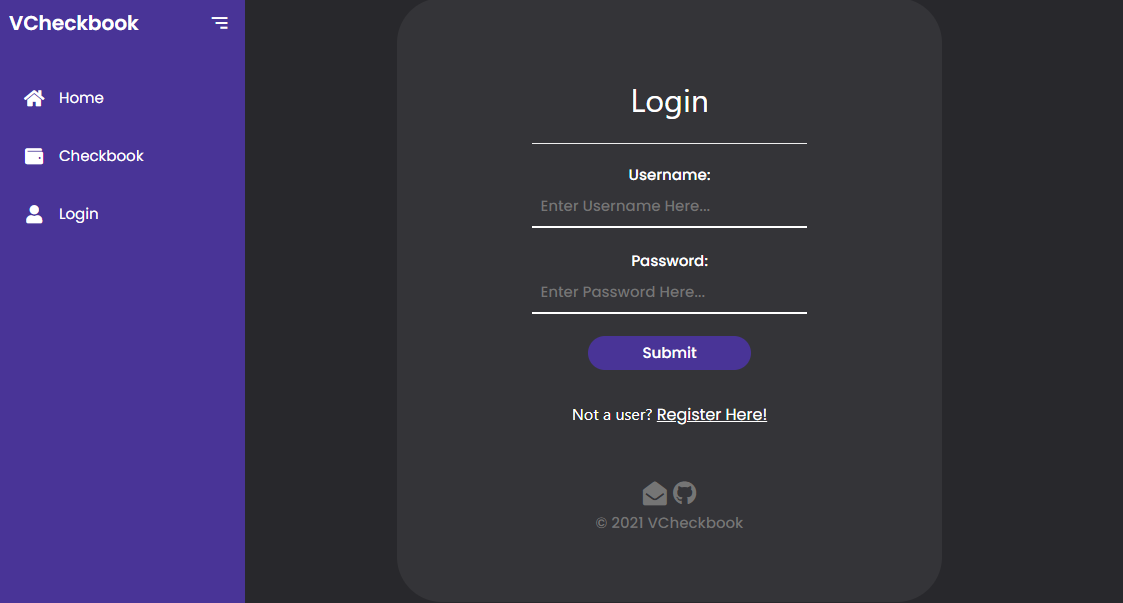 VCheckbook
Home
Checkbook
Login
Login
Username:
Enter Username Here...
Password:
Enter Password Here...
Submit
Not a user? Register Here!
© 2021 VCheckbook